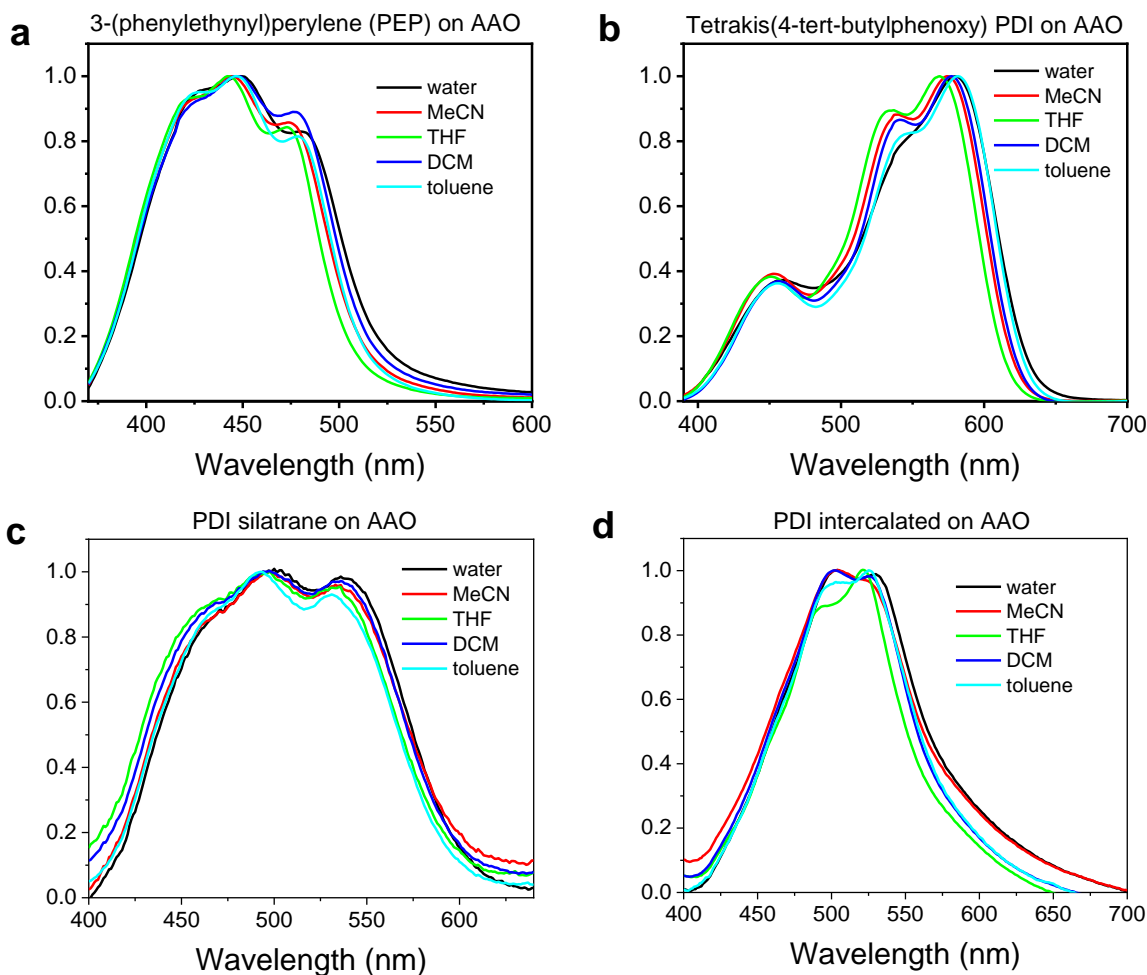 a
3-(phenylethynyl)perylene (PEP) on AAO
1.0
0.8
0.6
0.4
0.2
0.0
water
MeCN
THF
DCM
toluene
400 450 500 550 600
Wavelength (nm)
b
Tetrakis(4-tert-butylphenoxy) PDI on AAO
1.0
0.8
0.6
0.4
0.2
0.0
water
MeCN
THF
DCM
toluene
400 500 600 700
Wavelength (nm)
c
PDI silatrane on AAO
1.0
0.8
0.6
0.4
0.2
0.0
water
MeCN
THF
DCM
toluene
400 450 500 550 600
Wavelength (nm)
d
PDI intercalated on AAO
1.0
0.8
0.6
0.4
0.2
0.0
water
MeCN
THF
DCM
toluene
400 450 500 550 600 650 700
Wavelength (nm)